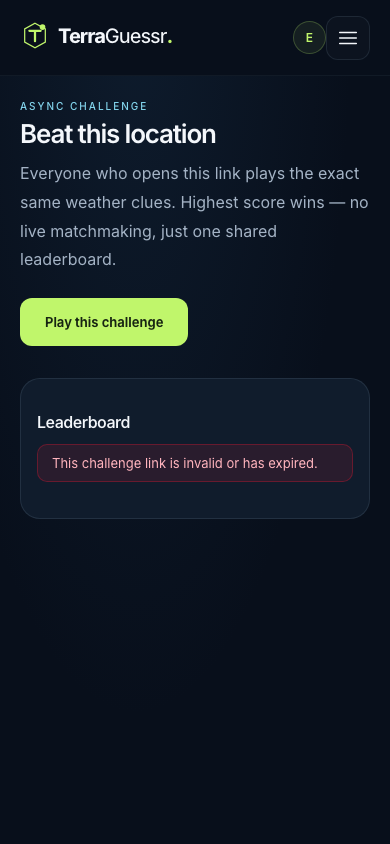 TerraGuessr.
E
ASYNC CHALLENGE
Beat this location
Everyone who opens this link plays the exact
same weather clues. Highest score wins — no
live matchmaking, just one shared
leaderboard.
Play this challenge
Leaderboard
This challenge link is invalid or has expired.